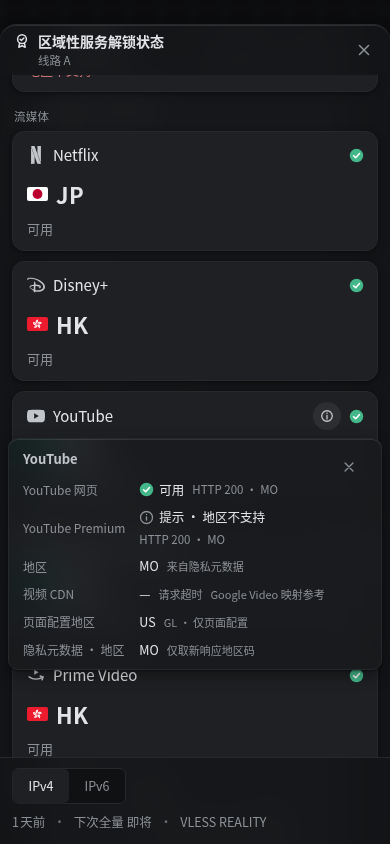 区域性服务解锁状态
线路 A
流媒体
Netflix
JP
可用
Disney+
HK
可用
YouTube
YouTube
YouTube 网页 可用 HTTP 200 · MO
YouTube Premium 提示 · 地区不支持
HTTP 200 · MO
地区 MO 来自隐私元数据
视频 CDN — 请求超时 Google Video 映射参考
页面配置地区 US GL · 仅页面配置
隐私元数据 · 地区 MO 仅取新响应地区码
Prime Video
HK
可用
IPv4 IPv6
1天前 · 下次全量 即将 · VLESS REALITY